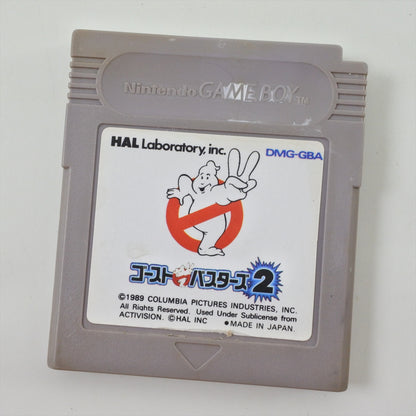 Nintendo GAME BOY TM
HAL Laboratory, inc. DMG-GBA
ゴーストバスターズ2
©1989 COLUMBIA PICTURES INDUSTRIES, INC.
All Rights Reserved. Used Under Sublicense from
ACTIVISION. ©HAL INC ●MADE IN JAPAN.